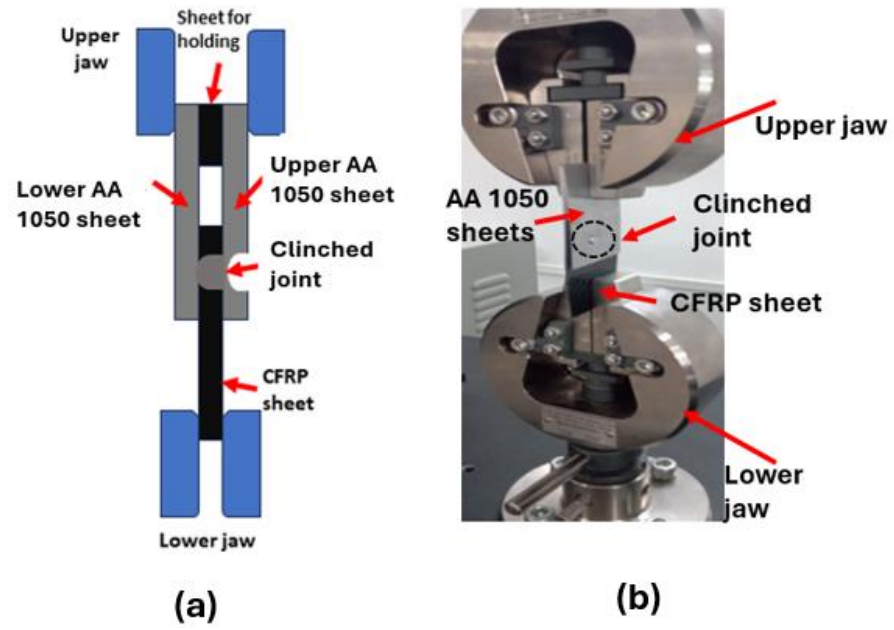 Sheet for
holding
Upper
jaw
Lower AA
1050 sheet
Upper AA
1050 sheet
Clinched
joint
CFRP
sheet
Lower jaw
(a)
Upper jaw
AA 1050
sheets
Clinched
joint
CFRP sheet
Lower
jaw
(b)